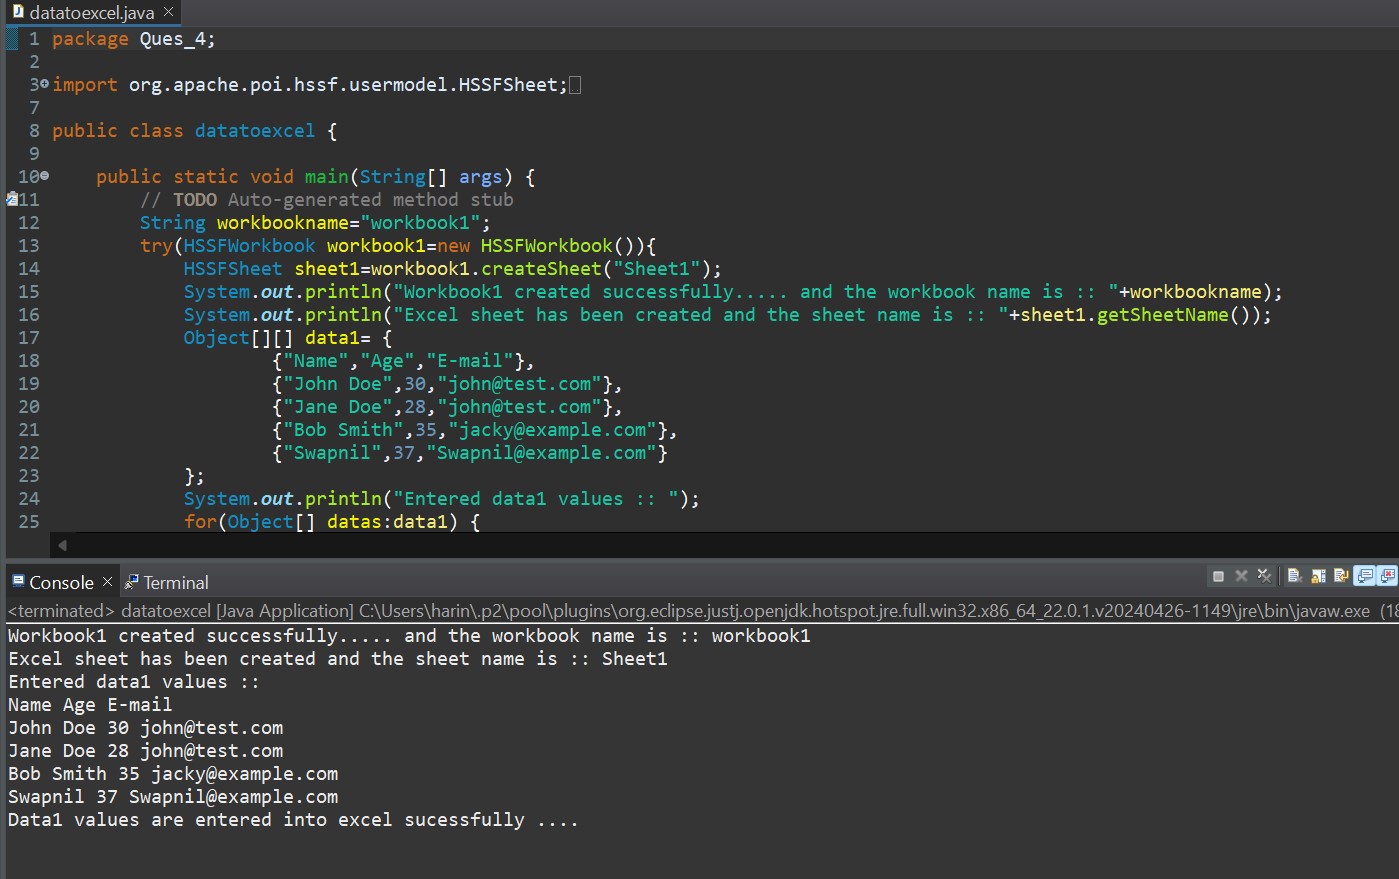 datatoexcel.java ×
1 package Ques_4;
2
3 import org.apache.poi.hssf.usermodel.HSSFSheet;
7
8 public class datatoexcel {
9
10     public static void main(String[] args) {
11         // TODO Auto-generated method stub
12         String workbookname="workbook1";
13         try(HSSFWorkbook workbook1=new HSSFWorkbook()){
14             HSSFSheet sheet1=workbook1.createSheet("Sheet1");
15             System.out.println("Workbook1 created successfully..... and the workbook name is :: "+workbookname);
16             System.out.println("Excel sheet has been created and the sheet name is :: "+sheet1.getSheetName());
17             Object[][] data1= {
18                     {"Name","Age","E-mail"},
19                     {"John Doe",30,"john@test.com"},
20                     {"Jane Doe",28,"john@test.com"},
21                     {"Bob Smith",35,"jacky@example.com"},
22                     {"Swapnil",37,"Swapnil@example.com"}
23             };
24             System.out.println("Entered data1 values :: ");
25             for(Object[] datas:data1) {
Console × Terminal
<terminated> datatoexcel [Java Application] C:\Users\harin\.p2\pool\plugins\org.eclipse.justj.openjdk.hotspot.jre.full.win32.x86_64_22.0.1.v20240426-1149\jre\bin\javaw.exe (18
Workbook1 created successfully..... and the workbook name is :: workbook1
Excel sheet has been created and the sheet name is :: Sheet1
Entered data1 values ::
Name Age E-mail
John Doe 30 john@test.com
Jane Doe 28 john@test.com
Bob Smith 35 jacky@example.com
Swapnil 37 Swapnil@example.com
Data1 values are entered into excel sucessfully ....